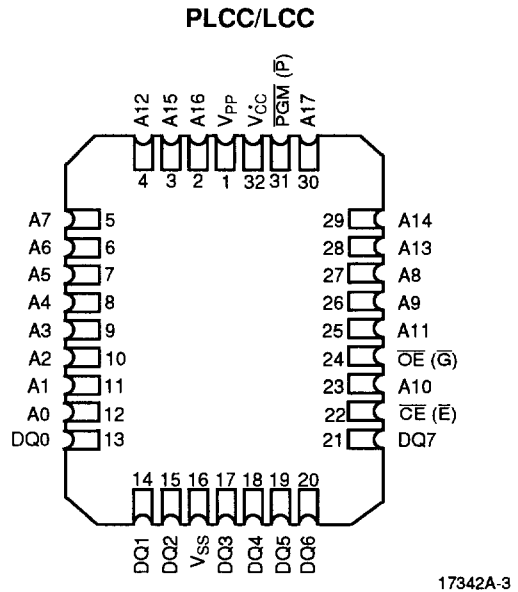 PLCC/LCC
A12 A15 A16 VPP VCC PGM (P) A17
4 3 2 1 32 31 30
A7 5 29 A14
A6 6 28 A13
A5 7 27 A8
A4 8 26 A9
A3 9 25 A11
A2 10 24 OE (G)
A1 11 23 A10
A0 12 22 CE (E)
DQ0 13 21 DQ7
14 15 16 17 18 19 20
DQ1 DQ2 VSS DQ3 DQ4 DQ5 DQ6
17342A-3